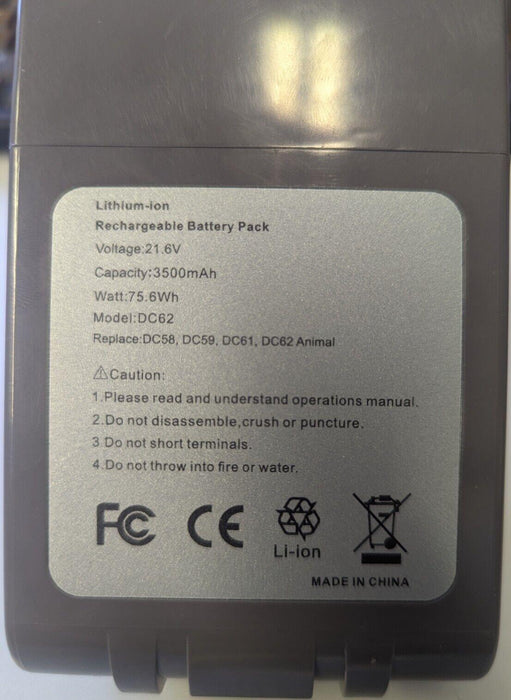 Lithium-ion
Rechargeable Battery Pack
Voltage:21.6V
Capacity:3500mAh
Watt:75.6Wh
Model:DC62
Replace:DC58, DC59, DC61, DC62 Animal
⚠Caution:
1.Please read and understand operations manual.
2.Do not disassemble,crush or puncture.
3 Do not short terminals.
4.Do not throw into fire or water.
FC CE
Li-ion
MADE IN CHINA